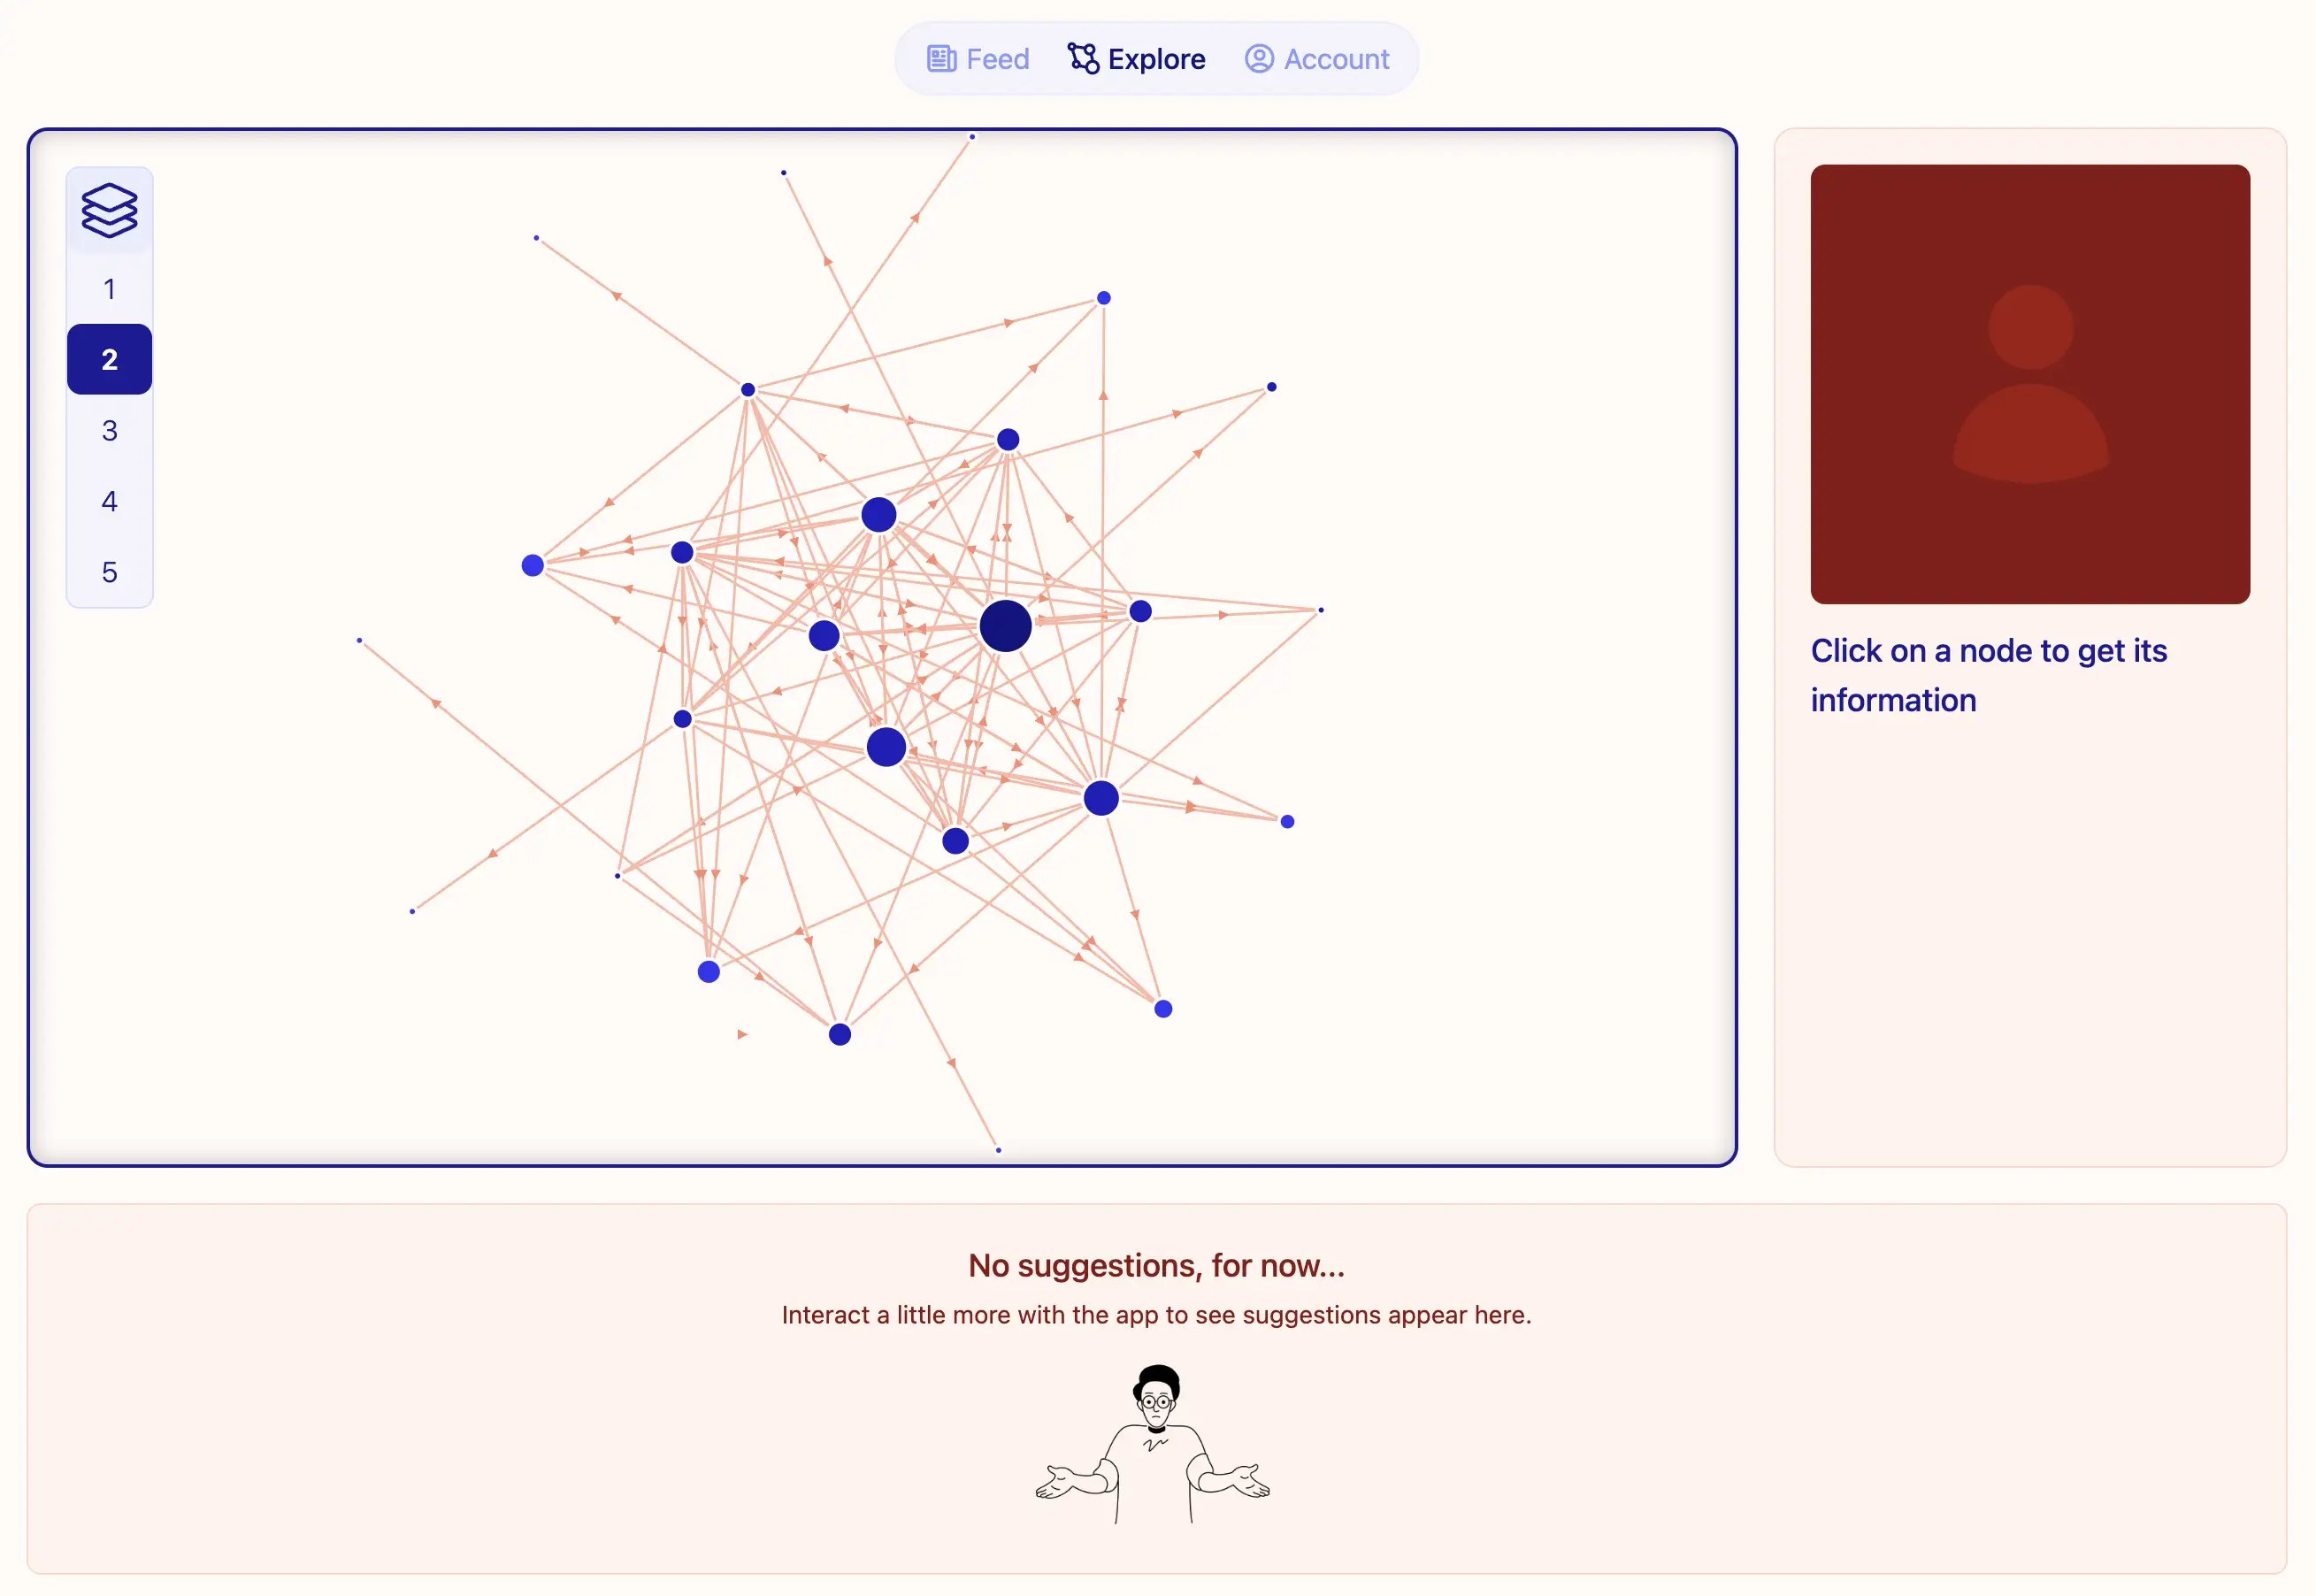 Feed
Explore
Account
1
2
3
4
5
Click on a node to get its
information
No suggestions, for now...
Interact a little more with the app to see suggestions appear here.